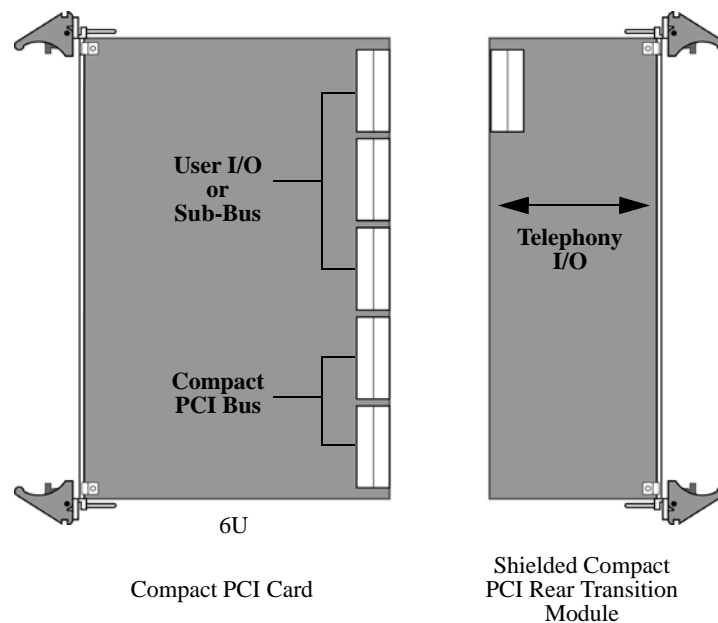 User I/O
or
Sub-Bus
Telephony
I/O
Compact
PCI Bus
6U
Compact PCI Card
Shielded Compact
PCI Rear Transition
Module